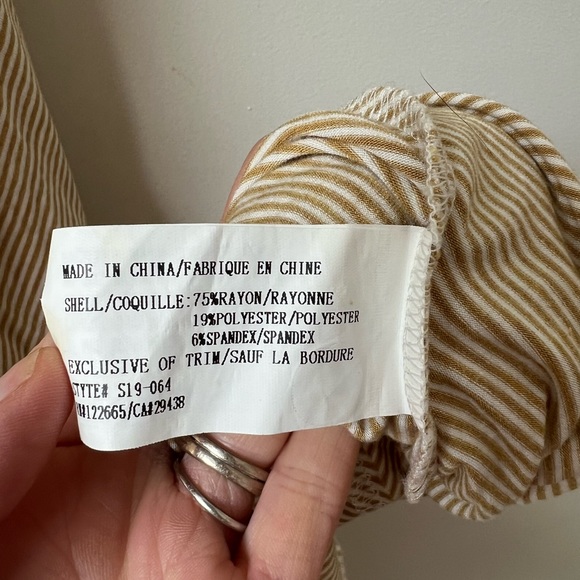 MADE IN CHINA/FABRIQUE EN CHINE
SHELL/COQUILLE:75%RAYON/RAYONNE
19%POLYESTER/POLYESTER
6%SPANDEX/SPANDEX
EXCLUSIVE OF TRIM/SAUF LA BORDURE
STYTE# S19-064
#122665/CA#29438